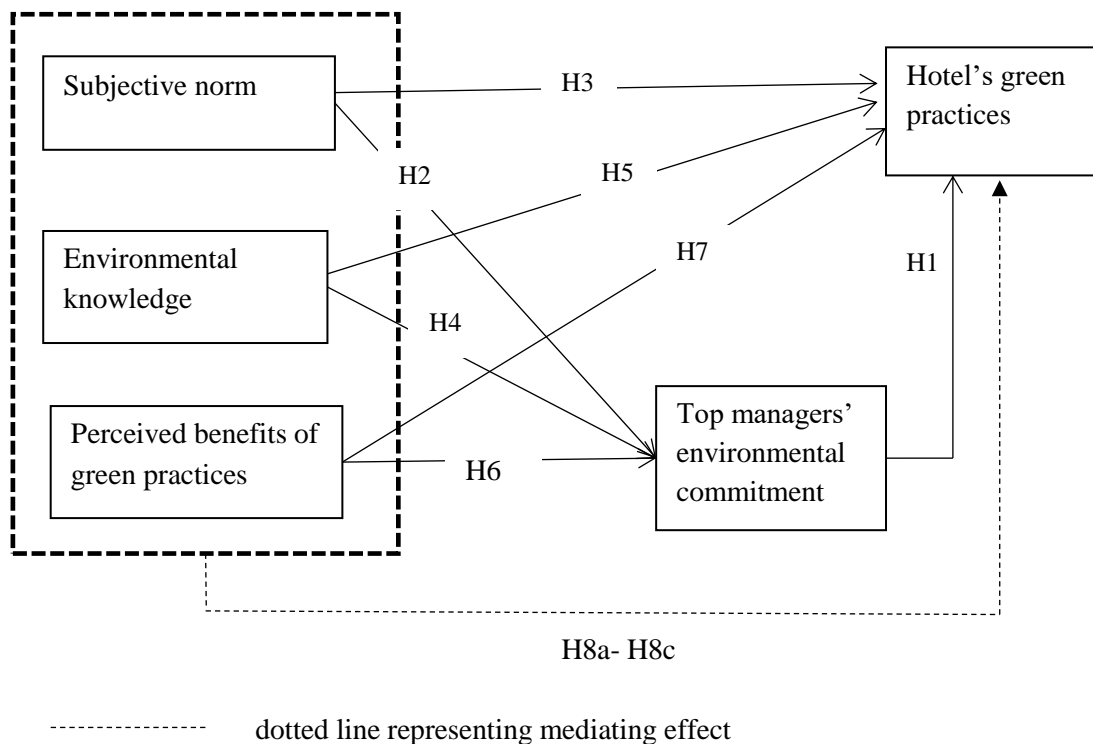 Subjective norm
H3
Hotel’s green
practices
H2
H5
Environmental
knowledge
H7
H1
H4
Perceived benefits of
green practices
H6
Top managers’
environmental
commitment
H8a- H8c
dotted line representing mediating effect